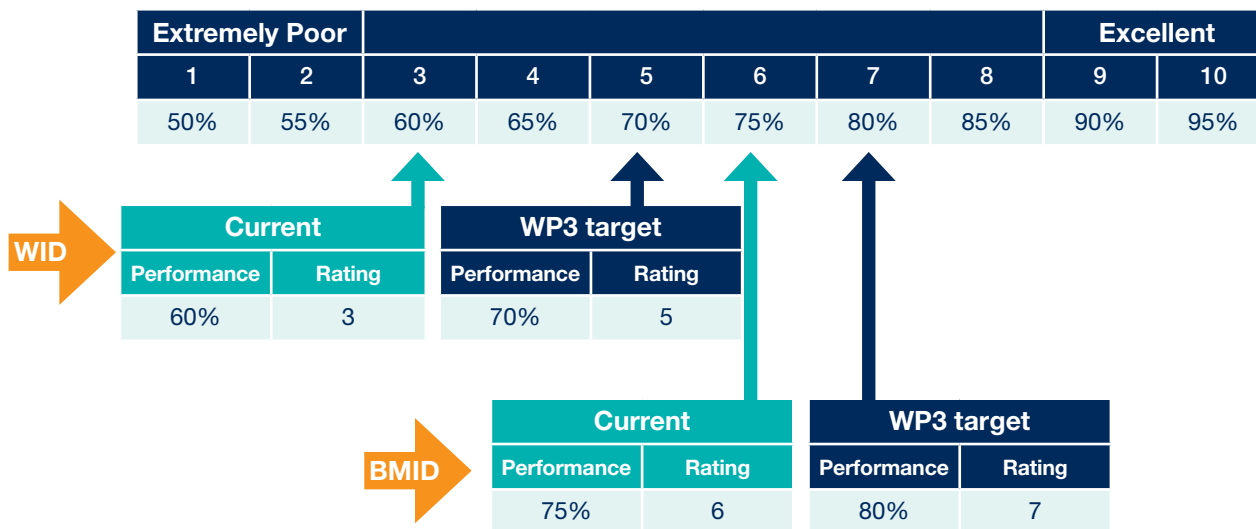 Extremely Poor Excellent
1 2 3 4 5 6 7 8 9 10
50% 55% 60% 65% 70% 75% 80% 85% 90% 95%
WID
Current WP3 target
Performance Rating Performance Rating
60% 3 70% 5
BMID
Current WP3 target
Performance Rating Performance Rating
75% 6 80% 7